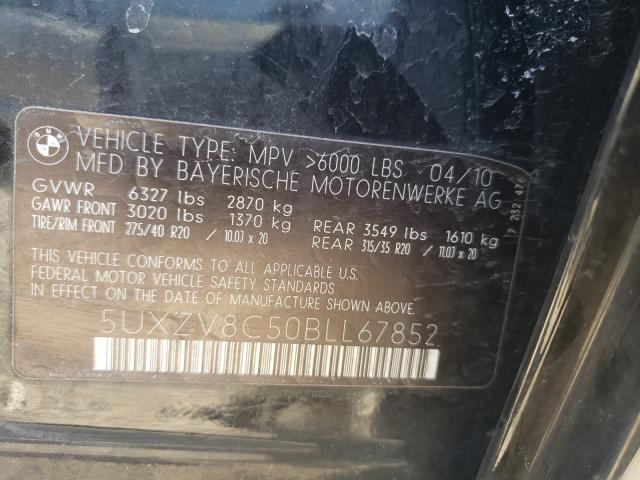 BMW
VEHICLE TYPE: MPV >6000 LBS 04/10
MFD BY BAYERISCHE MOTORENWERKE AG
GVWR 6327 lbs 2870 kg
GAWR FRONT 3020 lbs 1370 kg REAR 3549 lbs 1610 kg
TIRE/RIM FRONT 275/40 R20 / 10.0J x 20 REAR 315/35 R20 / 11.0J x 20
THIS VEHICLE CONFORMS TO ALL APPLICABLE U.S.
FEDERAL MOTOR VEHICLE SAFETY STANDARDS
IN EFFECT ON THE DATE OF MANUFACTURE SHOWN ABOVE.
5UXZV8C50BLL67852